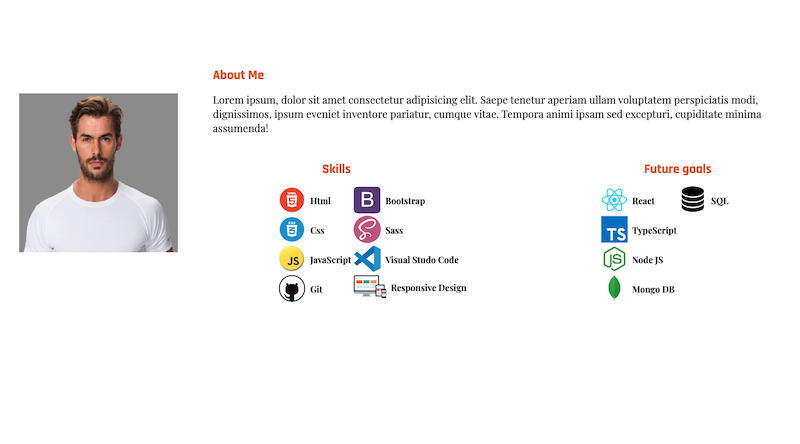 About Me
Lorem ipsum, dolor sit amet consectetur adipisicing elit. Saepe tenetur aperiam ullam voluptatem perspiciatis modi,
dignissimos, ipsum eveniet inventore pariatur, cumque vitae. Tempora animi ipsam sed excepturi, cupiditate minima
assumenda!
Skills
Future goals
5 Html
B Bootstrap
React
SQL
3 Css
Sass
TS TypeScript
JS JavaScript
Visual Studo Code
JS Node JS
Git
Responsive Design
Mongo DB